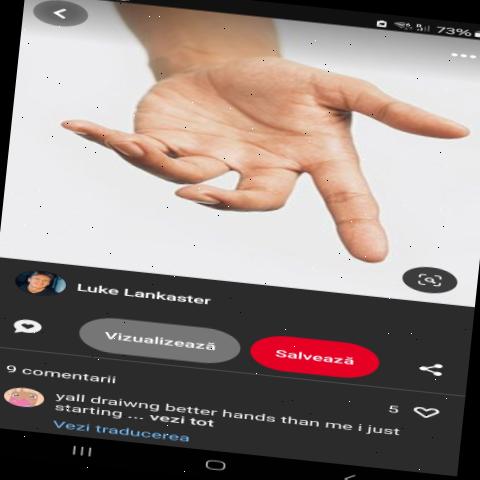 73%
Luke Lankaster
Vizualizează
Salvează
9 comentarii
yall draiwng better hands than me i just
starting ... vezi tot
5
Vezi traducerea